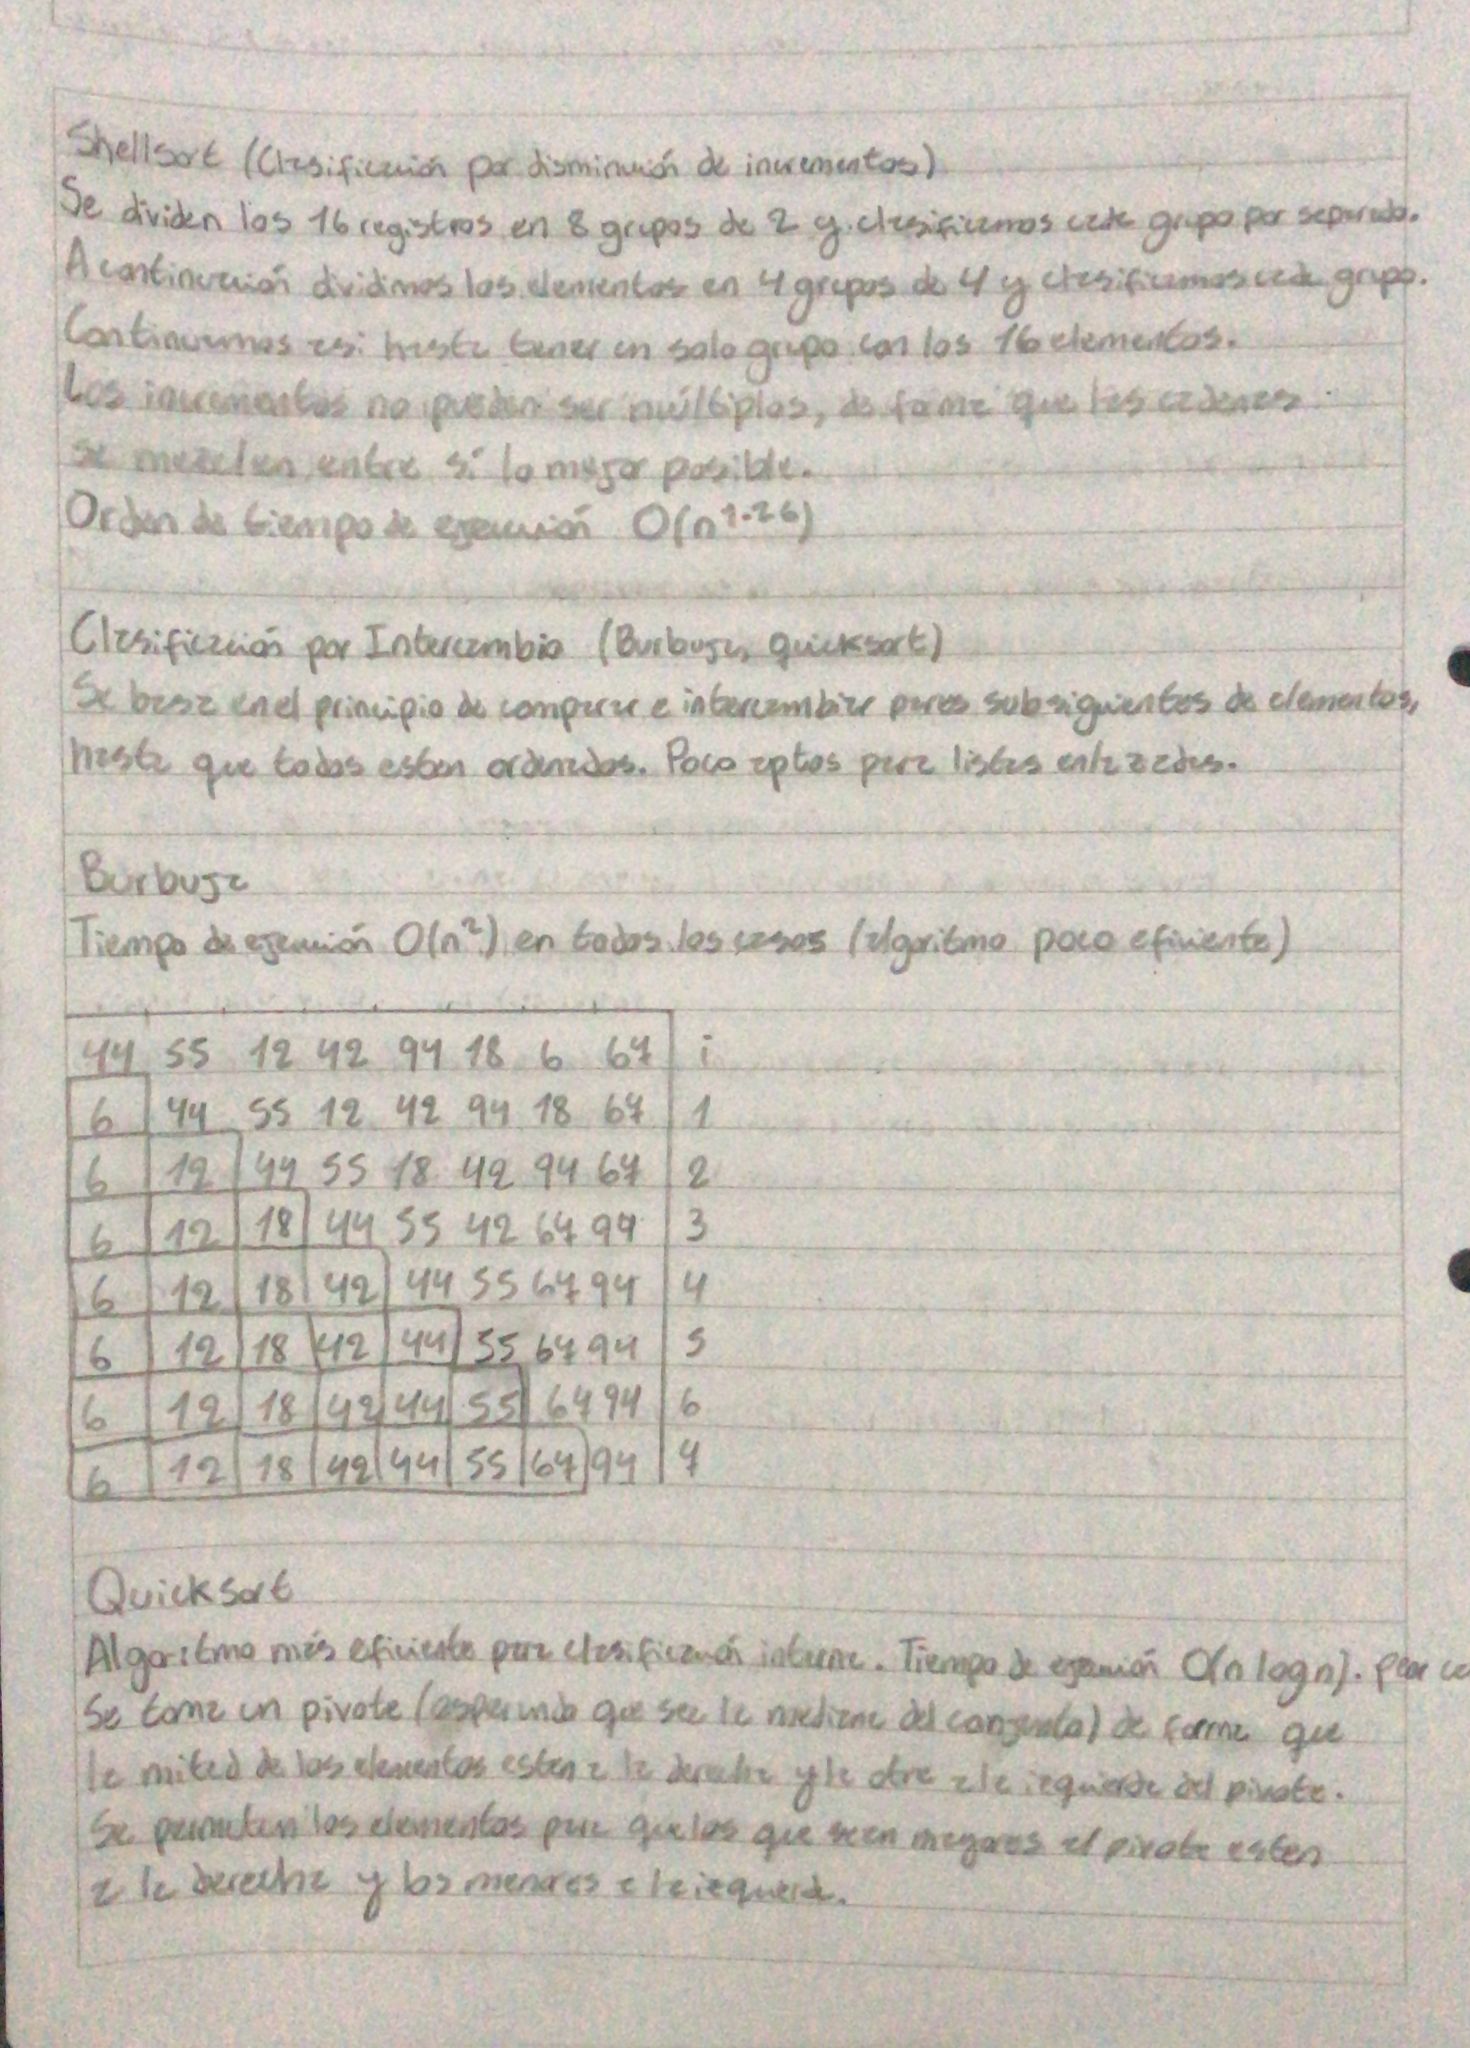 Shellsort (Clasificación por disminución de incrementos)
Se dividen los 16 registros en 8 grupos de 2 y clasificamos cada grupo por separado.
A continuación dividimos los elementos en 4 grupos de 4 y clasificamos cada grupo.
Continuamos así hasta tener un solo grupo con los 16 elementos.
Los incrementos no pueden ser múltiplos, de forma que las cadenas
se mezclen entre sí lo mejor posible.
Orden de tiempo de ejecución O(n^1.26)
Clasificación por Intercambio (Burbuja, Quicksort)
Se basa en el principio de comparar e intercambiar pares subsiguientes de elementos,
hasta que todos esten ordenados. Poco aptos para listas enlazadas.
Burbuja
Tiempo de ejecución O(n²) en todos los casos (algoritmo poco eficiente)
44 55 12 42 94 18 6 67 i
6 44 55 12 42 94 18 67 1
6 12 44 55 18 42 94 67 2
6 12 18 44 55 42 67 94 3
6 12 18 42 44 55 67 94 4
6 12 18 42 44 55 67 94 5
6 12 18 42 44 55 67 94 6
6 12 18 42 44 55 67 94 7
Quicksort
Algoritmo más eficiente para clasificación interna. Tiempo de ejecución O(n log n). Peor
Se toma un pivote (esperando que sea la mediana del conjunto) de forma que
la mitad de los elementos esten a la derecha y la otra a la izquierda del pivote.
Se permutan los elementos para que los que sean mayores al pivote esten
a la derecha y los menores a la izquierda.